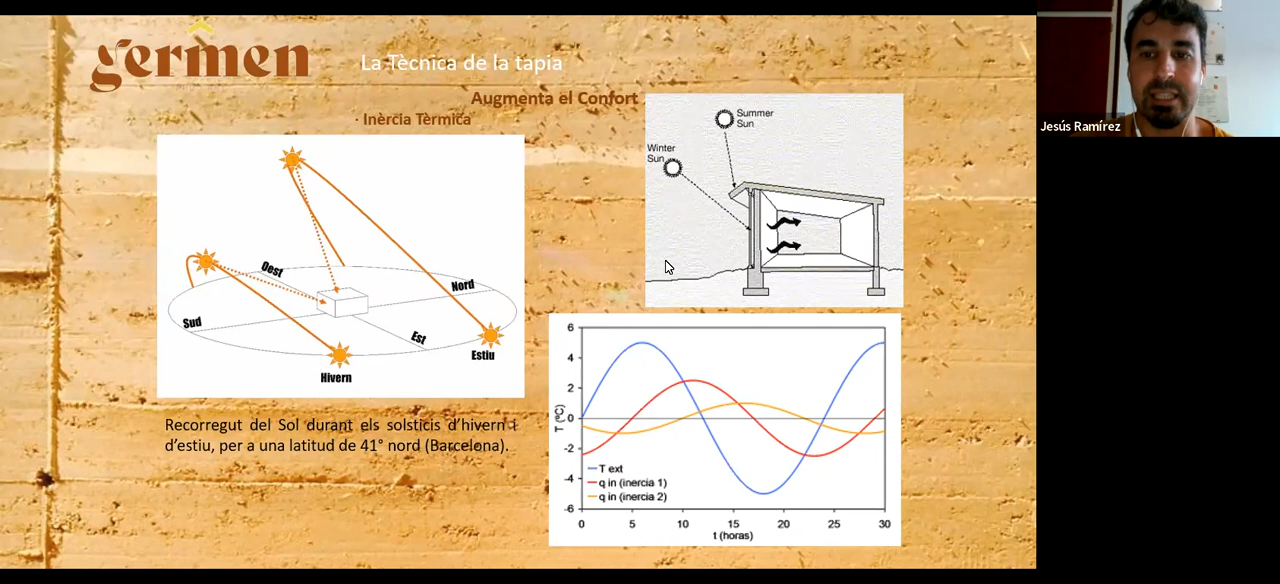 germen
La Tècnica de la tapia
Augmenta el Confort
· Inèrcia Tèrmica
Oest
Nord
Sud
Est
Estiu
Hivern
Recorregut del Sol durant els solsticis d'hivern i
d'estiu, per a una latitud de 41° nord (Barcelona).
Summer
Sun
Winter
Sun
6
4
2
0
-2
-4
-6
T (ºC)
T ext
q in (inercia 1)
q in (inercia 2)
0 5 10 15 20 25 30
t (horas)
Jesús Ramírez